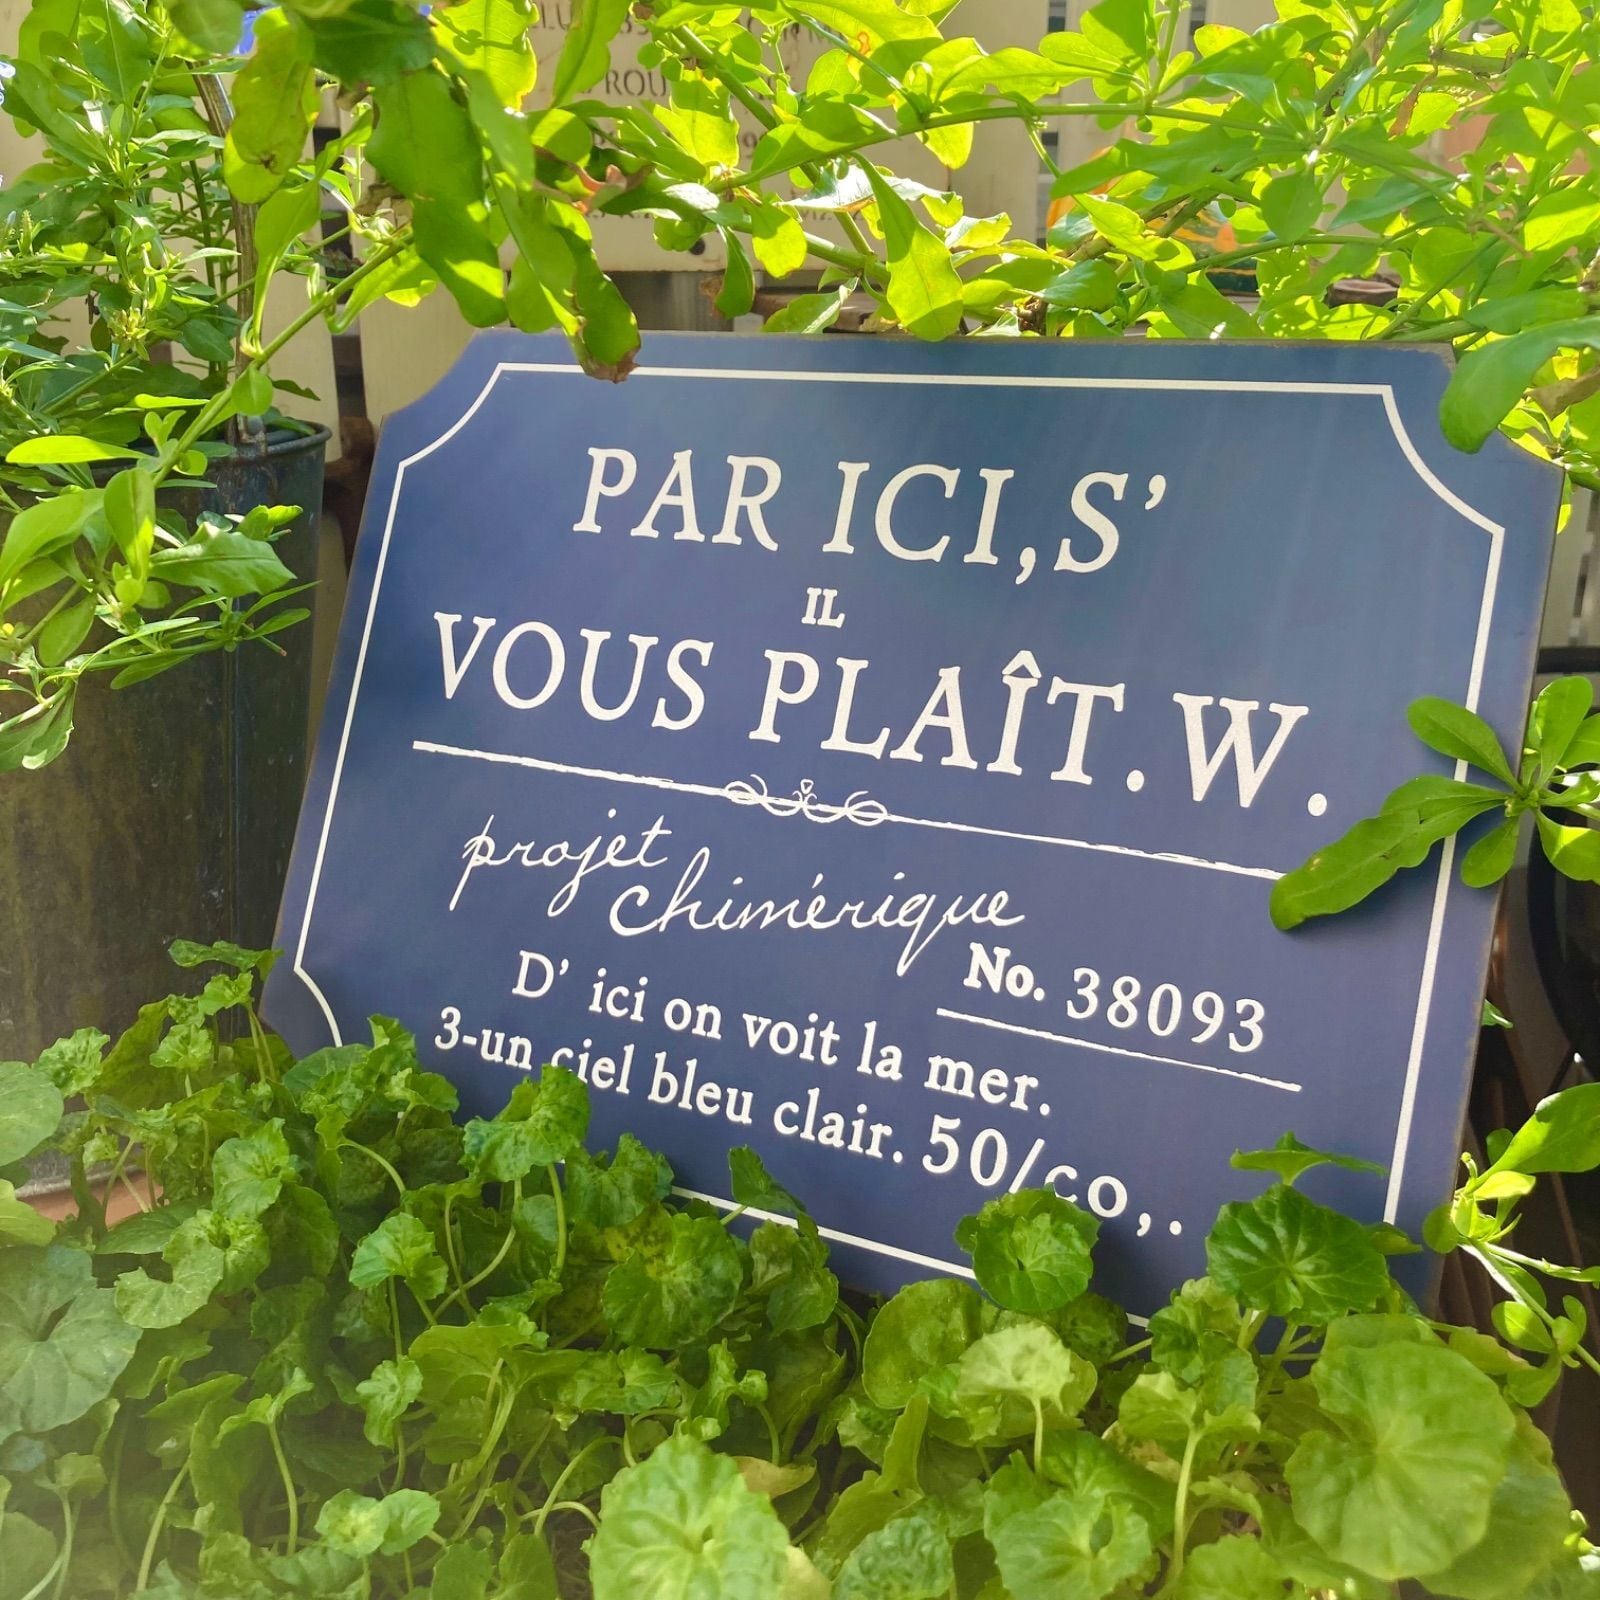 ROU
PAR ICI,S’
IL
VOUS PLAÎT.W.
projet
chimérique
No. 38093
D’ ici on voit la mer.
3-un ciel bleu clair. 50/co,.